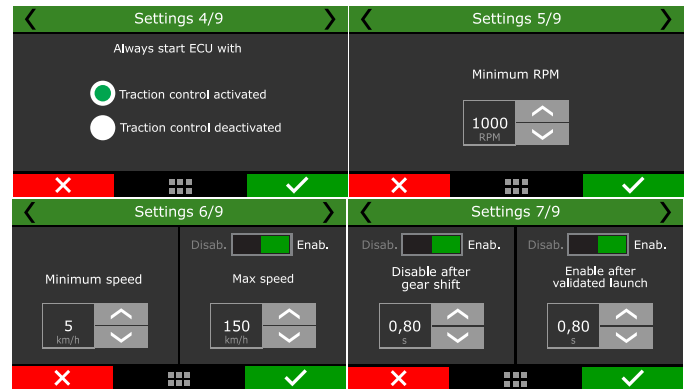 Settings 4/9
Always start ECU with
Traction control activated
Traction control deactivated
Settings 5/9
Minimum RPM
1000
RPM
Settings 6/9
Minimum speed
5
km/h
Disab. Enab.
Max speed
150
km/h
Settings 7/9
Disab. Enab.
Disable after
gear shift
0,80
s
Disab. Enab.
Enable after
validated launch
0,80
s